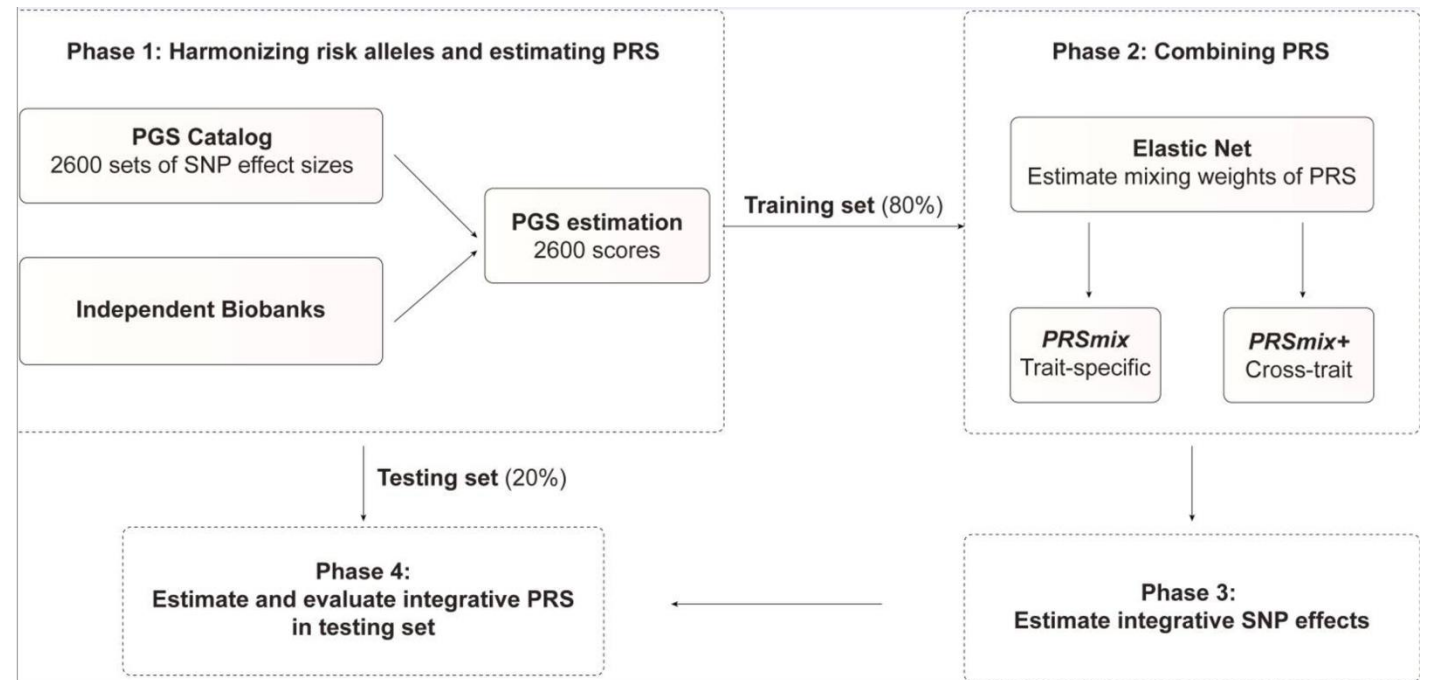 Phase 1: Harmonizing risk alleles and estimating PRS
PGS Catalog
2600 sets of SNP effect sizes
Independent Biobanks
PGS estimation
2600 scores
Training set (80%)
Phase 2: Combining PRS
Elastic Net
Estimate mixing weights of PRS
PRSmix
Trait-specific
PRSmix+
Cross-trait
Testing set (20%)
Phase 3:
Estimate integrative SNP effects
Phase 4:
Estimate and evaluate integrative PRS
in testing set